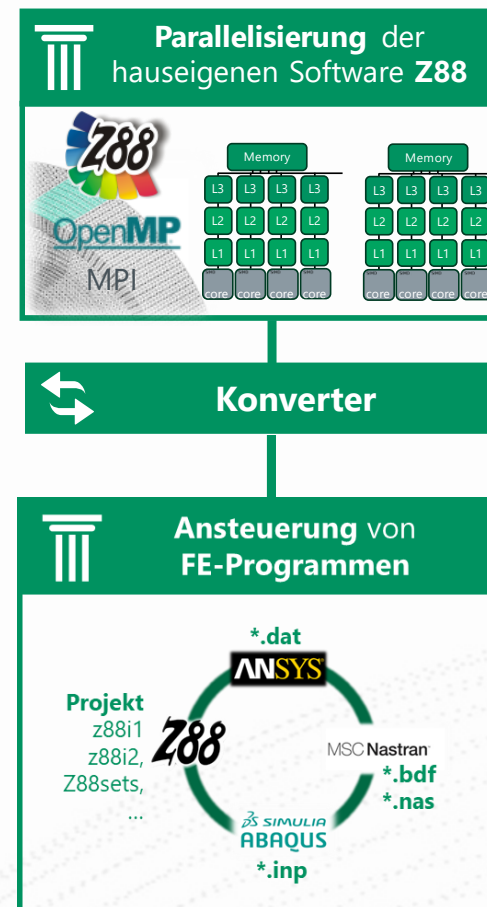 Parallelisierung der
hauseigenen Software Z88
Z88
OpenMP
MPI
Memory
L3 L3 L3 L3
L2 L2 L2 L2
L1 L1 L1 L1
core core core core
Memory
L3 L3 L3 L3
L2 L2 L2 L2
L1 L1 L1 L1
core core core core
Konverter
Ansteuerung von
FE-Programmen
*.dat
ANSYS
Projekt
z88i1
z88i2,
Z88sets,
...
Z88
MSC Nastran
*.bdf
*.nas
SIMULIA
ABAQUS
*.inp